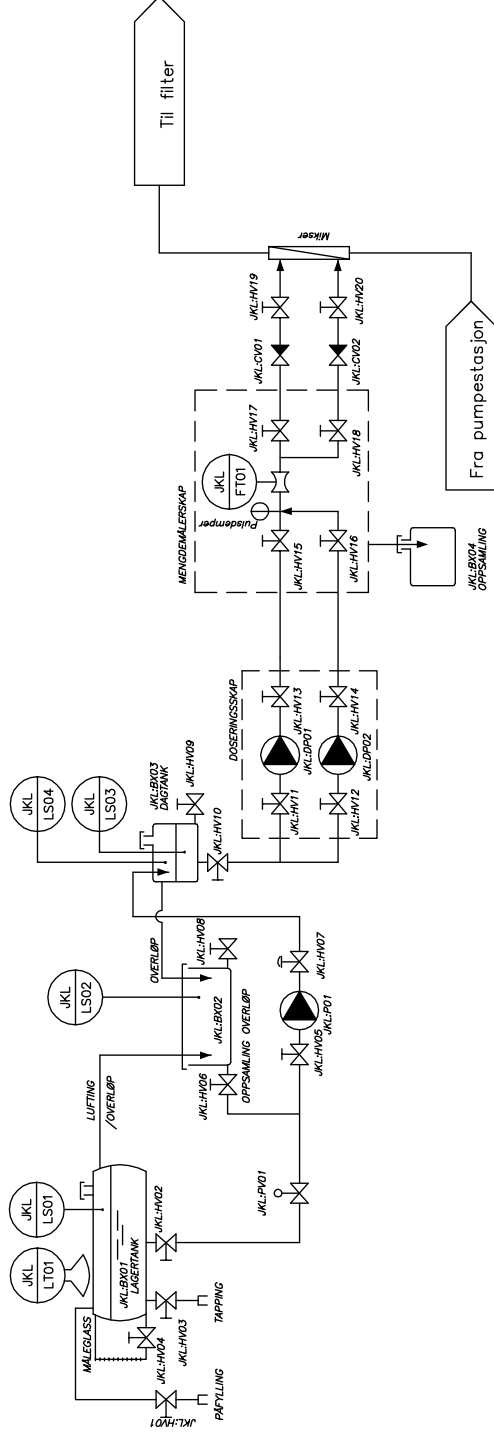 PÅFYLLING
JKL:HV01
MÅLEGLASS
JKL:HV04
JKL:HV03
TAPPING
JKL
LT01
JKL
LS01
JKL:BX01
LAGERTANK
JKL:HV02
LUFTING
/OVERLØP
JKL:PV01
JKL
LS02
JKL:HV06
JKL:BX02
OPPSAMLING OVERLØP
JKL:HV08
OVERLØP
JKL:HV05
JKL:P01
JKL:HV07
JKL
LS04
JKL
LS03
JKL:BX03
DAGTANK
JKL:HV09
JKL:HV10
DOSERINGSSKAP
JKL:HV11
JKL:DP01
JKL:HV13
JKL:HV12
JKL:DP02
JKL:HV14
MENGDEMÅLERSKAP
JKL:HV15
Pulsdemper
JKL
FT01
JKL:HV17
JKL:HV16
JKL:HV18
JKL:BX04
OPPSAMLING
JKL:CV01
JKL:HV19
JKL:CV02
JKL:HV20
Mikser
Fra pumpestasjon
Til filter